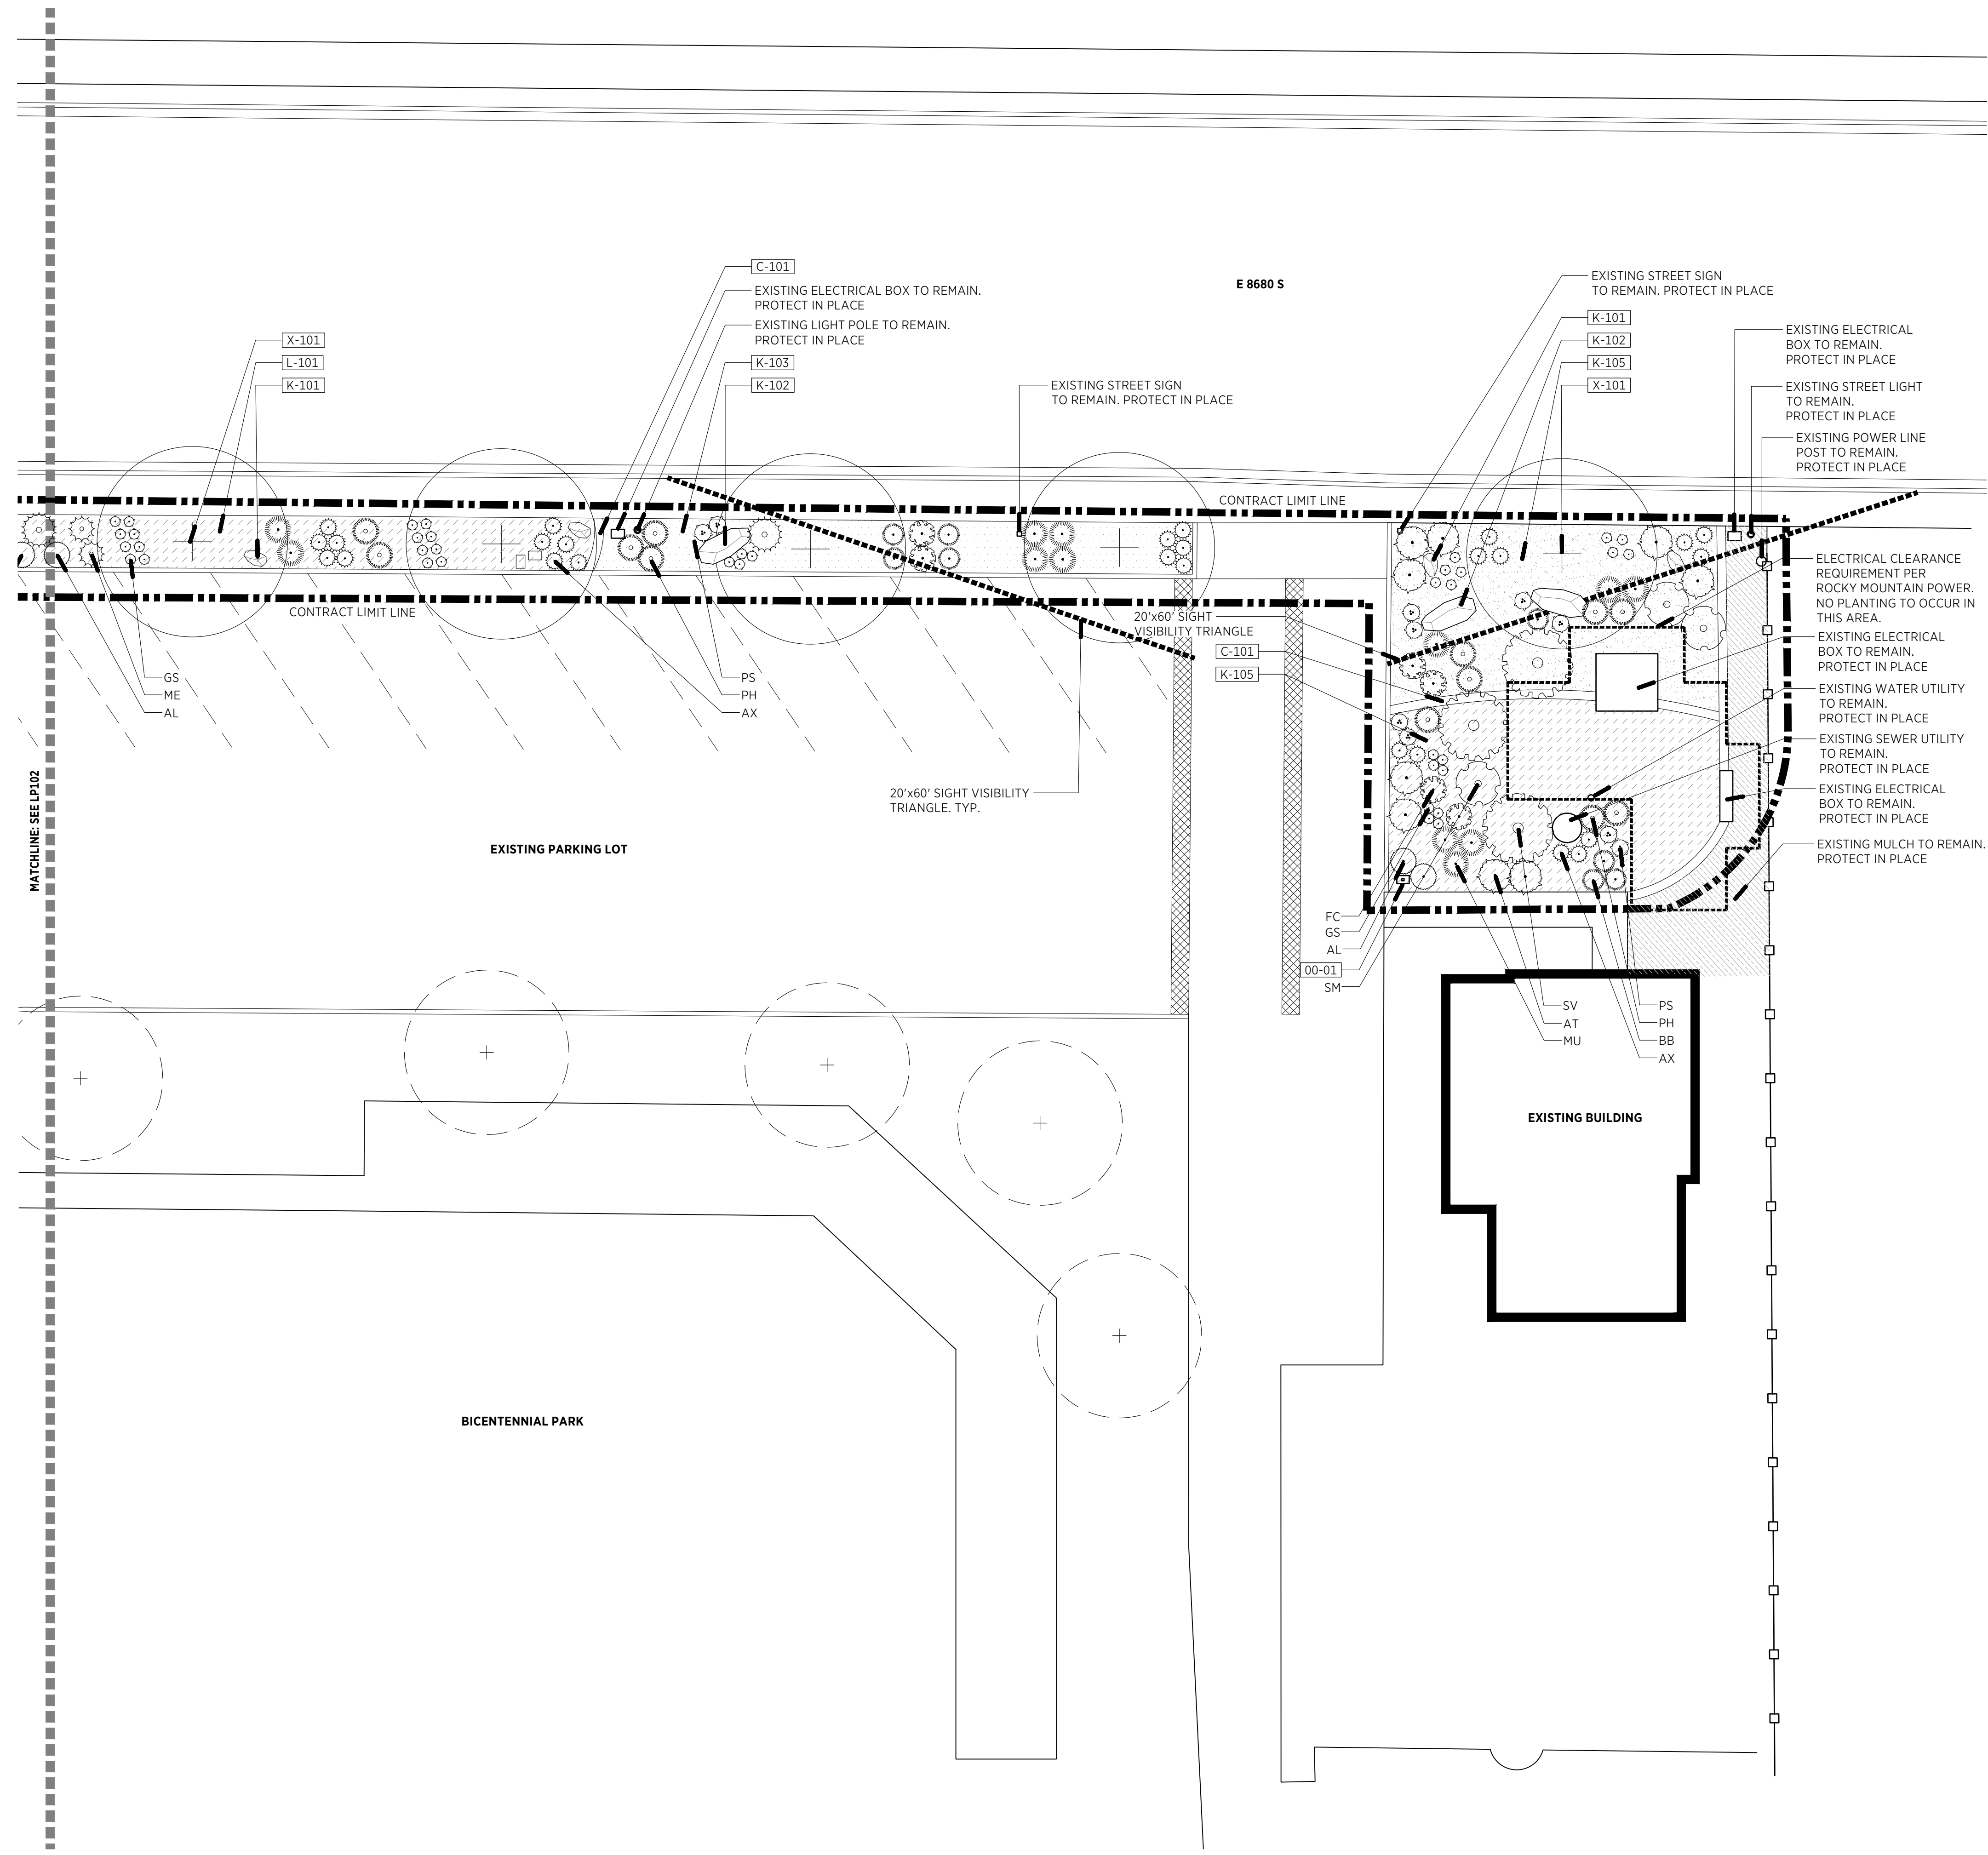 C-101
EXISTING ELECTRICAL BOX TO REMAIN.
PROTECT IN PLACE
EXISTING LIGHT POLE TO REMAIN.
PROTECT IN PLACE
K-103
K-102
X-101
L-101
K-101
EXISTING STREET SIGN
TO REMAIN. PROTECT IN PLACE
E 8680 S
EXISTING STREET SIGN
TO REMAIN. PROTECT IN PLACE
K-101
K-102
K-105
X-101
EXISTING ELECTRICAL
BOX TO REMAIN.
PROTECT IN PLACE
EXISTING STREET LIGHT
TO REMAIN.
PROTECT IN PLACE
EXISTING POWER LINE
POST TO REMAIN.
PROTECT IN PLACE
CONTRACT LIMIT LINE
CONTRACT LIMIT LINE
ELECTRICAL CLEARANCE
REQUIREMENT PER
ROCKY MOUNTAIN POWER.
NO PLANTING TO OCCUR IN
THIS AREA.
EXISTING ELECTRICAL
BOX TO REMAIN.
PROTECT IN PLACE
EXISTING WATER UTILITY
TO REMAIN.
PROTECT IN PLACE
EXISTING SEWER UTILITY
TO REMAIN.
PROTECT IN PLACE
EXISTING ELECTRICAL
BOX TO REMAIN.
PROTECT IN PLACE
EXISTING MULCH TO REMAIN.
PROTECT IN PLACE
20'x60' SIGHT
VISIBILITY TRIANGLE
C-101
K-105
GS
ME
AL
PS
PH
AX
20'x60' SIGHT VISIBILITY
TRIANGLE. TYP.
MATCHLINE: SEE LP102
EXISTING PARKING LOT
FC
GS
AL
00-01
SM
SV
AT
MU
PS
PH
BB
AX
EXISTING BUILDING
BICENTENNIAL PARK